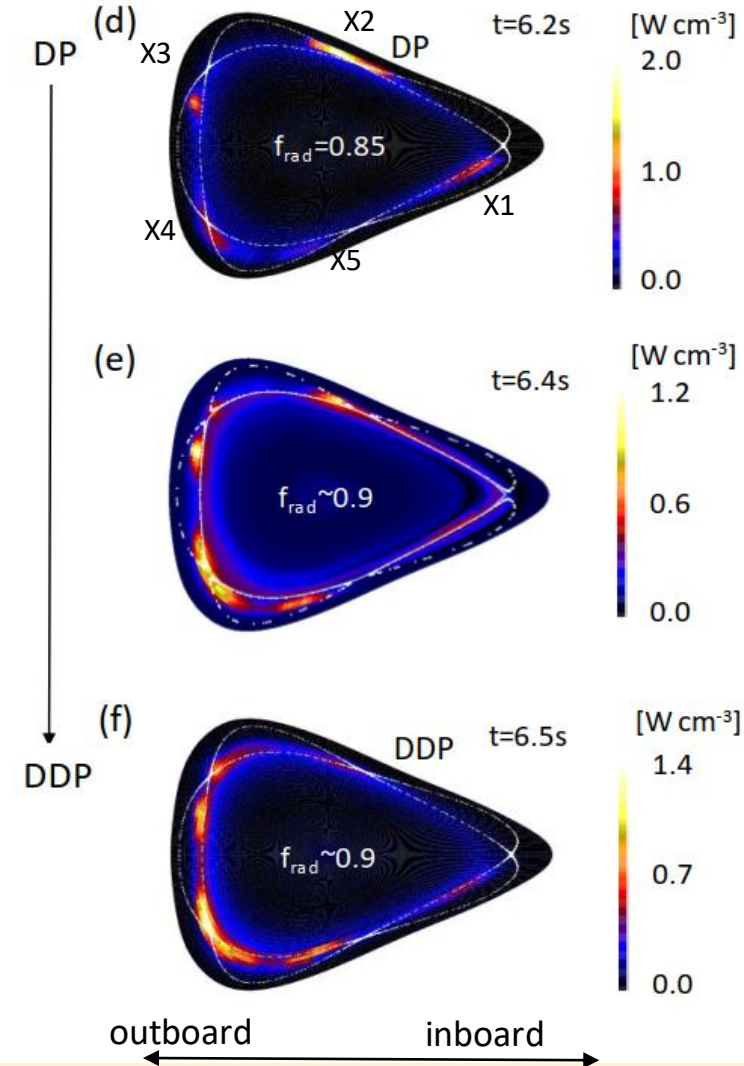 (d)
X2
t=6.2s
[W cm⁻³]
DP
X3
DP
2.0
f_rad=0.85
1.0
X1
X4
X5
0.0
(e)
t=6.4s
[W cm⁻³]
1.2
f_rad~0.9
0.6
0.0
(f)
t=6.5s
[W cm⁻³]
DDP
DDP
1.4
f_rad~0.9
0.7
0.0
outboard
inboard